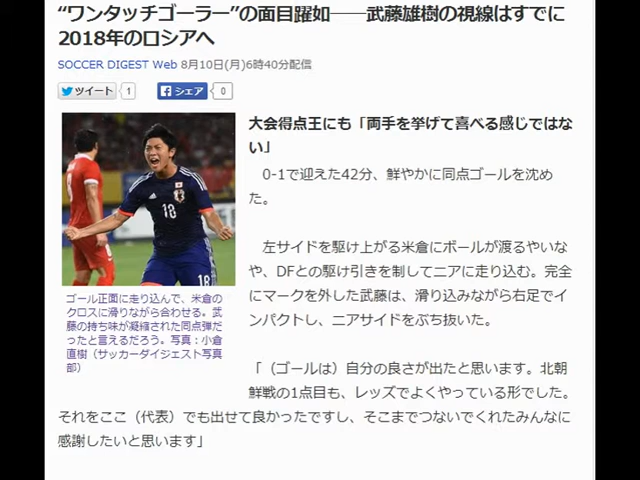 “ワンタッチゴーラー”の面目躍如──武藤雄樹の視線はすでに
2018年のロシアへ
SOCCER DIGEST Web 8月10日(月)6時40分配信
ツイート 1 シェア 0
大会得点王にも「両手を挙げて喜べる感じではな
い」
0-1で迎えた42分、鮮やかに同点ゴールを沈め
た。
左サイドを駆け上がる米倉にボールが渡るやいな
や、DFとの駆け引きを制してニアに走り込む。完全
にマークを外した武藤は、滑り込みながら右足でイ
ンパクトし、ニアサイドをぶち抜いた。
「（ゴールは）自分の良さが出たと思います。北朝
鮮戦の1点目も、レッズでよくやっている形でした。
それをここ（代表）でも出せて良かったですし、そこまでつないでくれたみんなに
感謝したいと思います」
18
18
ゴール正面に走り込んで、米倉の
クロスに滑りながら合わせる。武
藤の持ち味が凝縮された同点弾だ
ったと言えるだろう。写真：小倉
直樹（サッカーダイジェスト写真
部）